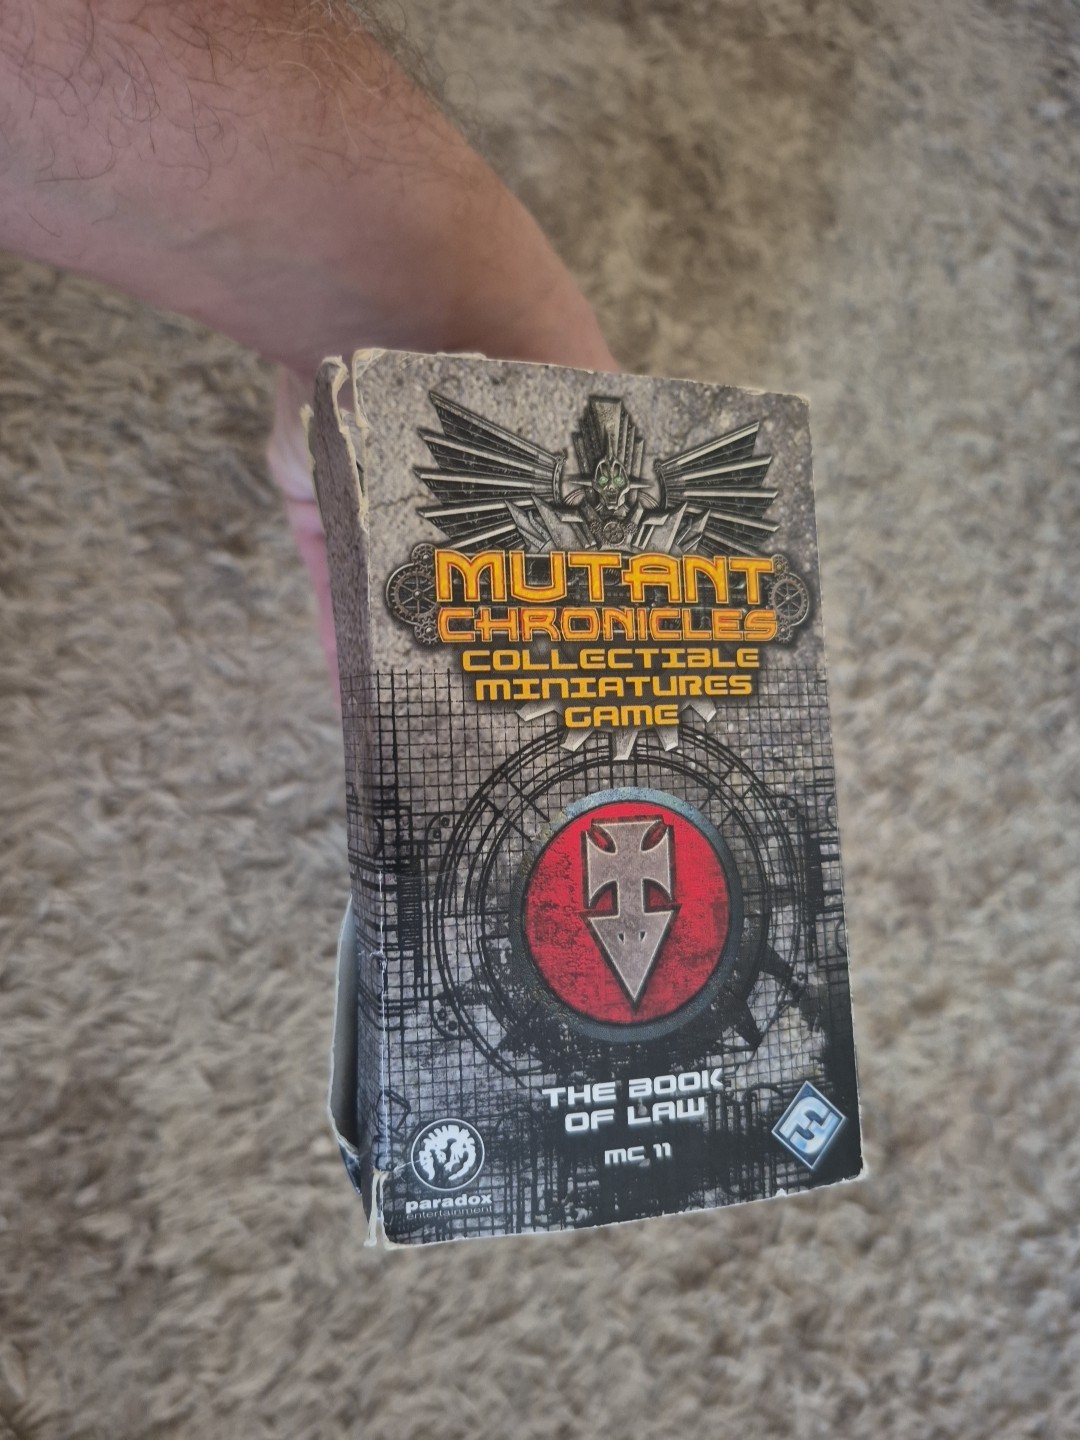 MUTANT
CHRONICLES
COLLECTIBLE
MINIATURES
GAME
THE BOOK
OF LAW
MC 11
paradox
entertainment